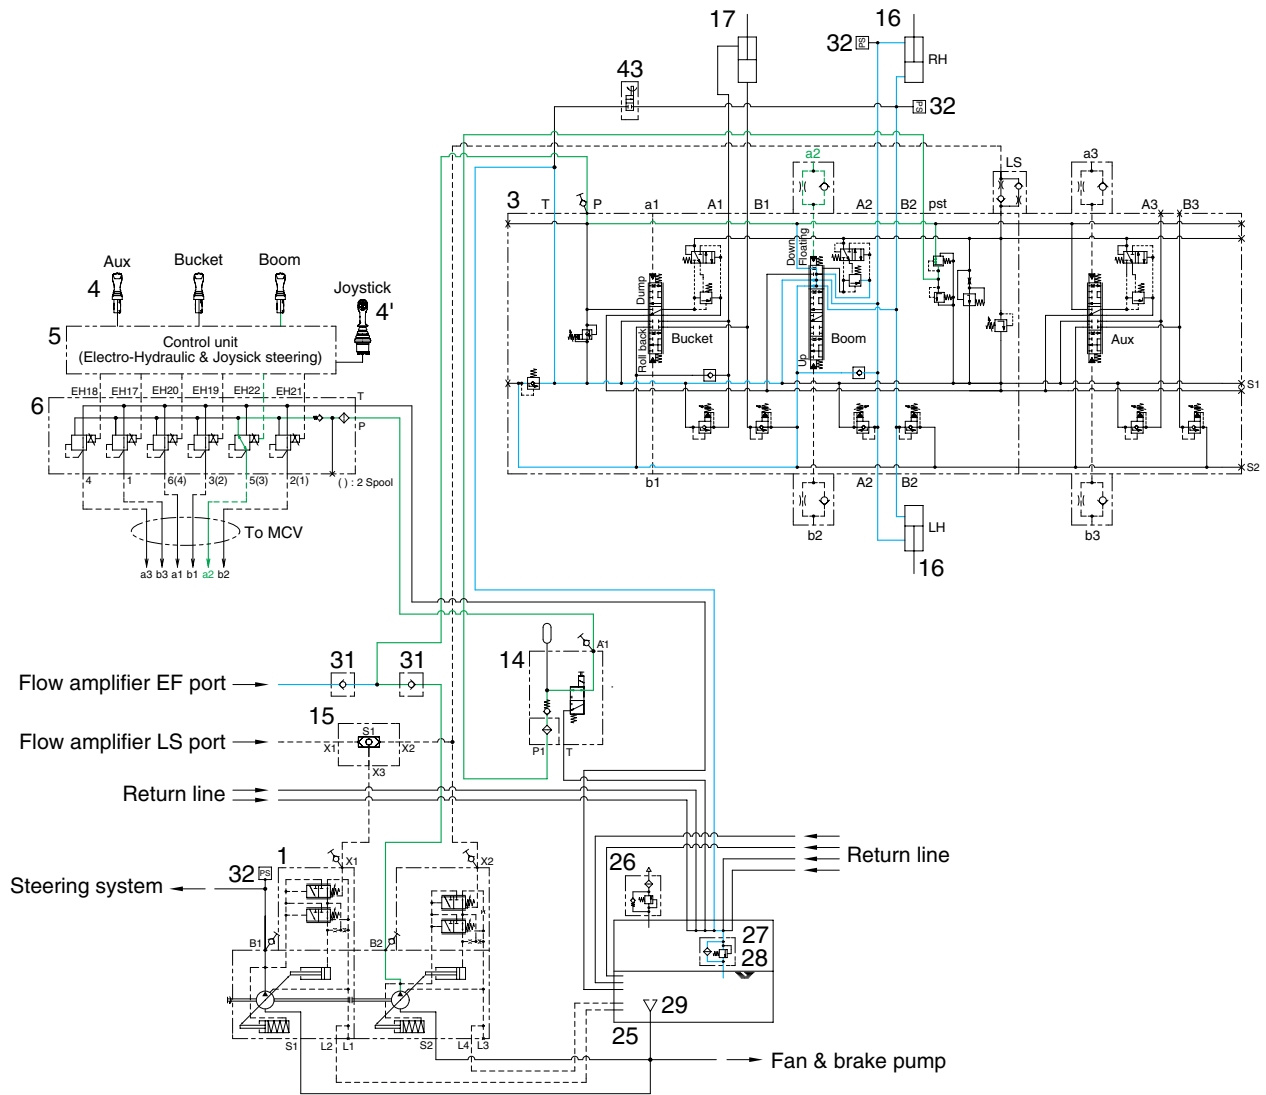 17
16
32
PS
RH
43
PS
32
a2
LS
a3
3
T
P
a1
A1
B1
A2
B2
pst
A3
B3
Down
Floating
Dump
Roll back
Up
Bucket
Boom
Aux
S1
S2
b1
A2
B2
b2
b3
LH
16
Aux
Bucket
Boom
Joystick
4
4'
5
Control unit
(Electro-Hydraulic & Joysick steering)
EH18
EH17
EH20
EH19
EH22
EH21
T
6
P
4
1
6(4)
3(2)
5(3)
2(1)
( ) : 2 Spool
To MCV
a3
b3
a1
b1
a2
b2
31
31
14
A1
Flow amplifier EF port
15
S1
Flow amplifier LS port
X1
X2
P1
T
X3
Return line
1
X1
X2
26
Return line
32
PS
Steering system
B1
B2
27
28
29
25
S1
L2
L1
S2
L4
L3
Fan & brake pump